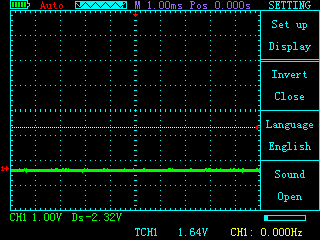 Auto M 1.00ms Pos 0.000s SETTING
Set up
Display
Invert
Close
Language
English
Sound
Open
CH1 1.00V Ds-2.32V
TCH1 1.64V CH1: 0.000Hz